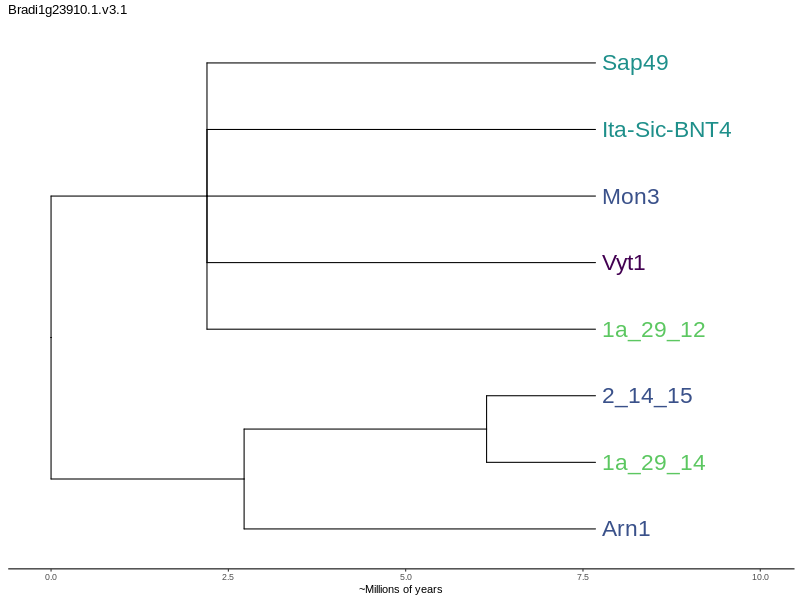 Bradi1g23910.1.v3.1
Sap49
Ita-Sic-BNT4
Mon3
Vyt1
1a_29_12
2_14_15
1a_29_14
Arn1
0.0 2.5 5.0 7.5 10.0
~Millions of years